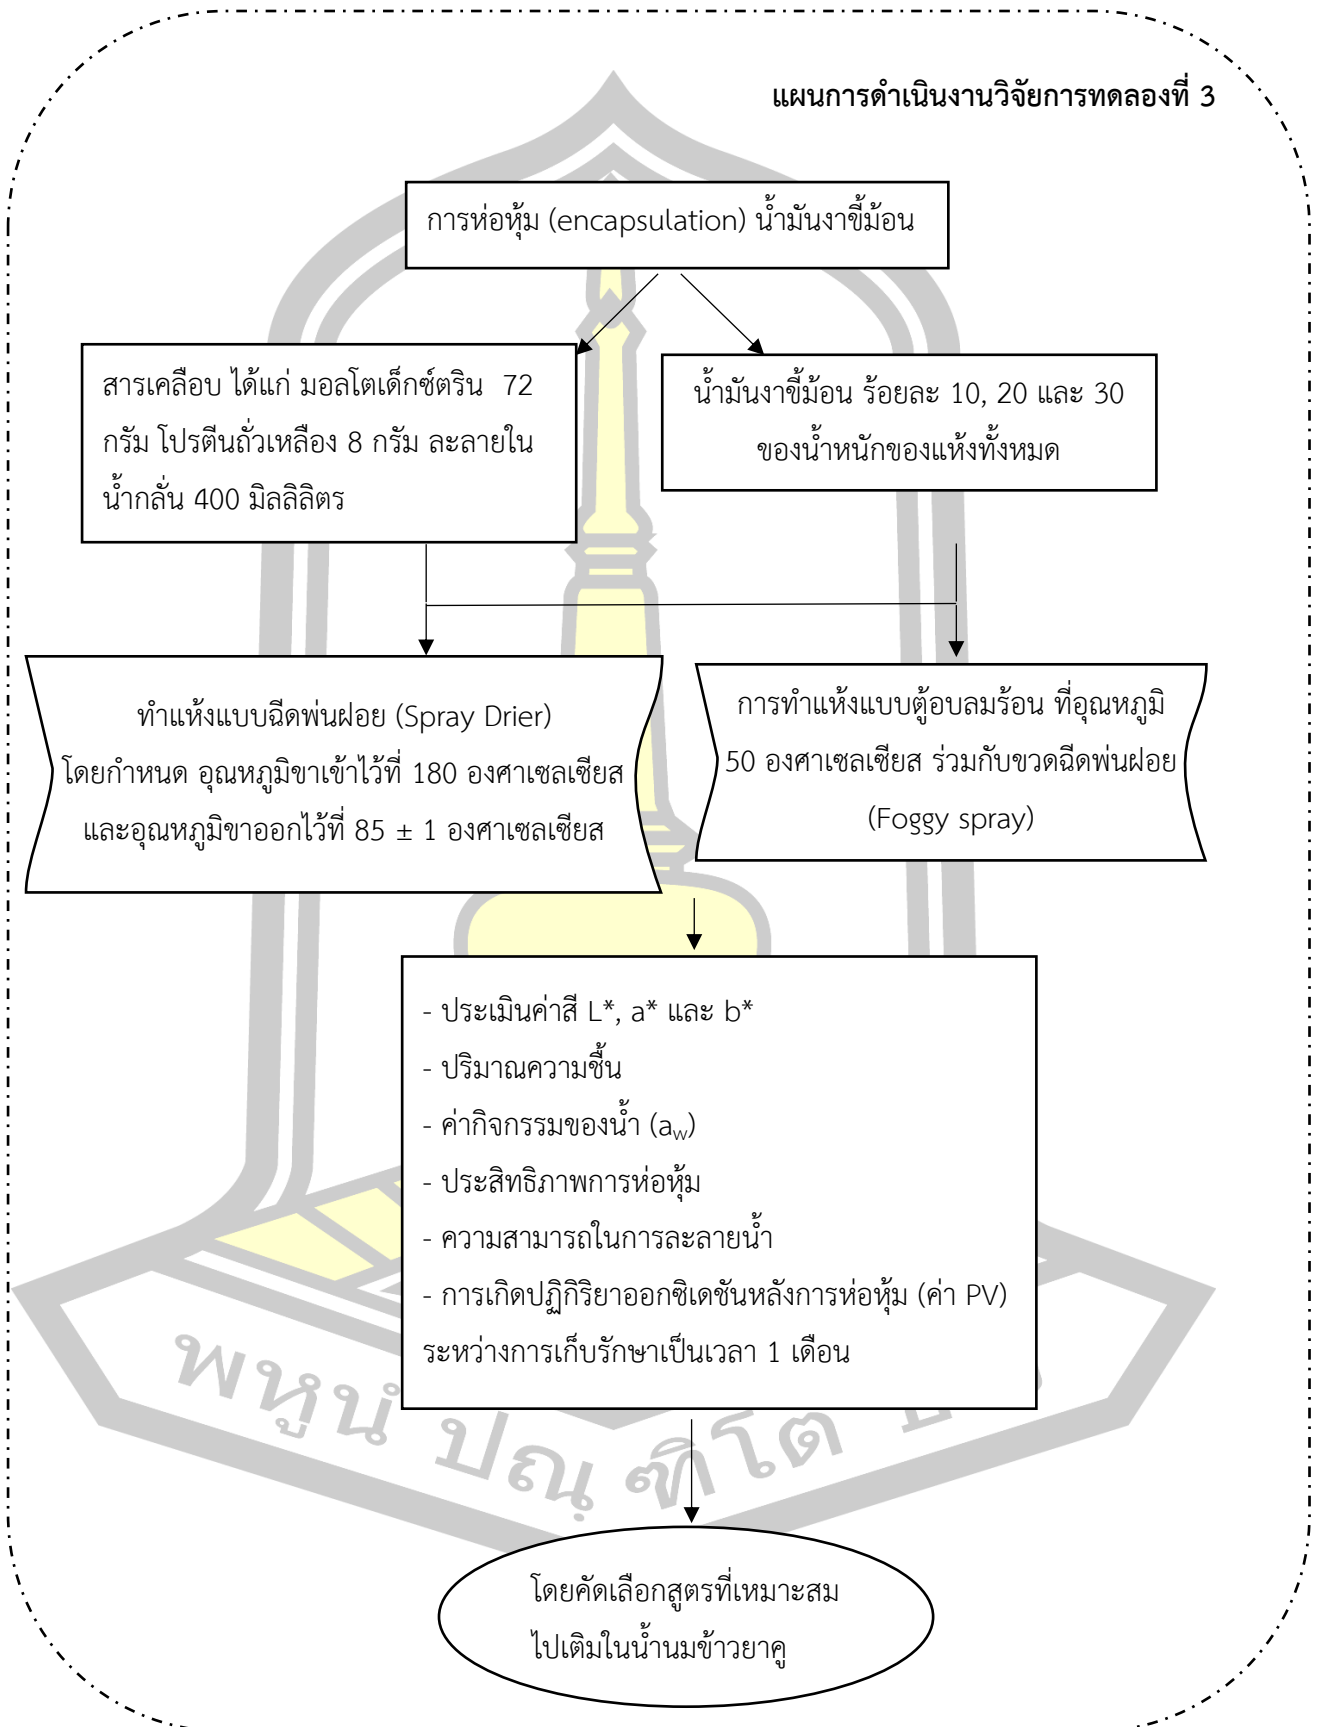 แผนการดำเนินงานวิจัยการทดลองที่ 3
การห่อหุ้ม (encapsulation) น้ำมันงาขี้ม้อน
สารเคลือบ ได้แก่ มอลโตเด็กซ์ตริน 72
กรัม โปรตีนถั่วเหลือง 8 กรัม ละลายใน
น้ำกลั่น 400 มิลลิลิตร
น้ำมันงาขี้ม้อน ร้อยละ 10, 20 และ 30
ของน้ำหนักของแห้งทั้งหมด
ทำแห้งแบบฉีดพ่นฝอย (Spray Drier)
โดยกำหนด อุณหภูมิขาเข้าไว้ที่ 180 องศาเซลเซียส
และอุณหภูมิขาออกไว้ที่ 85 ± 1 องศาเซลเซียส
การทำแห้งแบบตู้อบลมร้อน ที่อุณหภูมิ
50 องศาเซลเซียส ร่วมกับขวดฉีดพ่นฝอย
(Foggy spray)
- ประเมินค่าสี L*, a* และ b*
- ปริมาณความชื้น
- ค่ากิจกรรมของน้ำ (aw)
- ประสิทธิภาพการห่อหุ้ม
- ความสามารถในการละลายน้ำ
- การเกิดปฏิกิริยาออกซิเดชันหลังการห่อหุ้ม (ค่า PV)
ระหว่างการเก็บรักษาเป็นเวลา 1 เดือน
พหูนํ ปณฺ ฑิโต
โดยคัดเลือกสูตรที่เหมาะสม
ไปเติมในน้ำนมข้าวยาคู